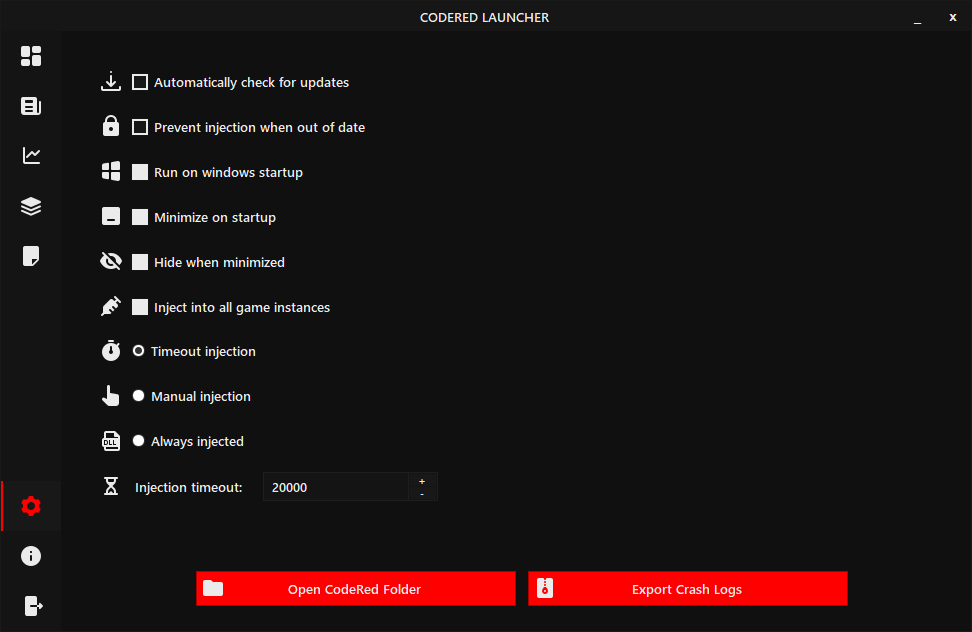 CODERED LAUNCHER
_ x
Automatically check for updates
Prevent injection when out of date
Run on windows startup
Minimize on startup
Hide when minimized
Inject into all game instances
Timeout injection
Manual injection
DLL Always injected
Injection timeout: 20000 + -
Open CodeRed Folder
Export Crash Logs